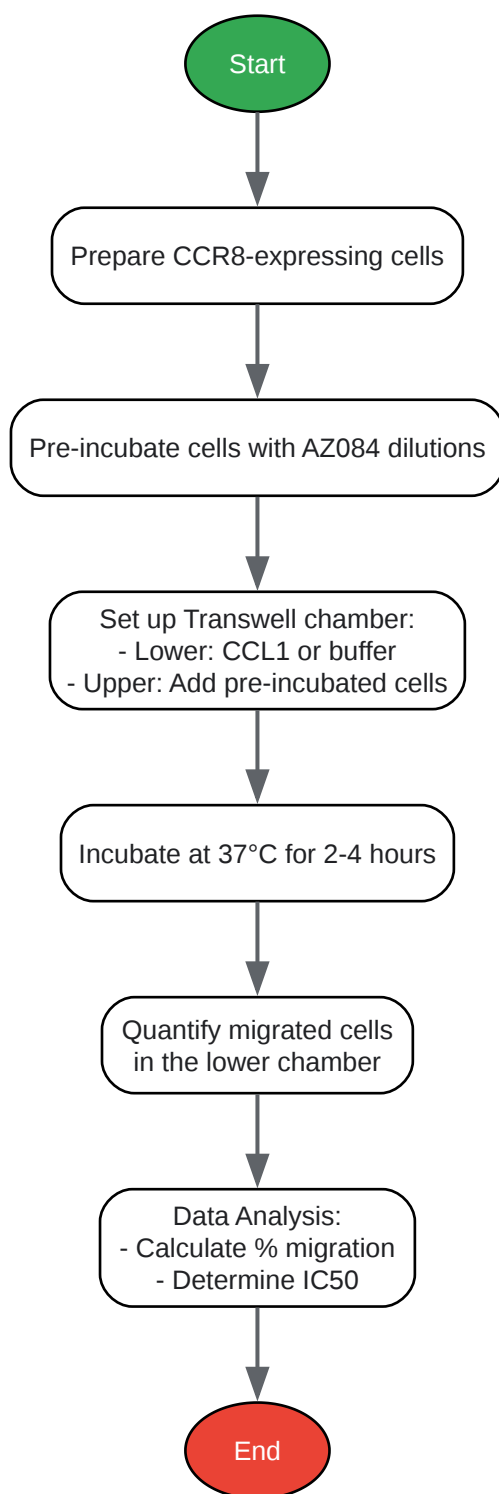 Start
Prepare CCR8-expressing cells
Pre-incubate cells with AZ084 dilutions
Set up Transwell chamber:
- Lower: CCL1 or buffer
- Upper: Add pre-incubated cells
Incubate at 37°C for 2-4 hours
Quantify migrated cells
in the lower chamber
Data Analysis:
- Calculate % migration
- Determine IC50
End